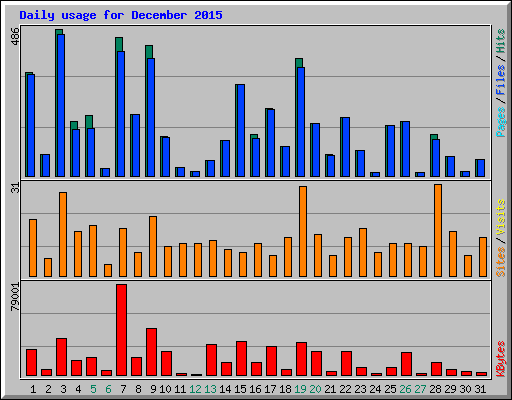 Daily usage for December 2015
486
Pages / Files / Hits
31
Sites / Visits
79001
KBytes
1 2 3 4 5 6 7 8 9 10 11 12 13 14 15 16 17 18 19 20 21 22 23 24 25 26 27 28 29 30 31